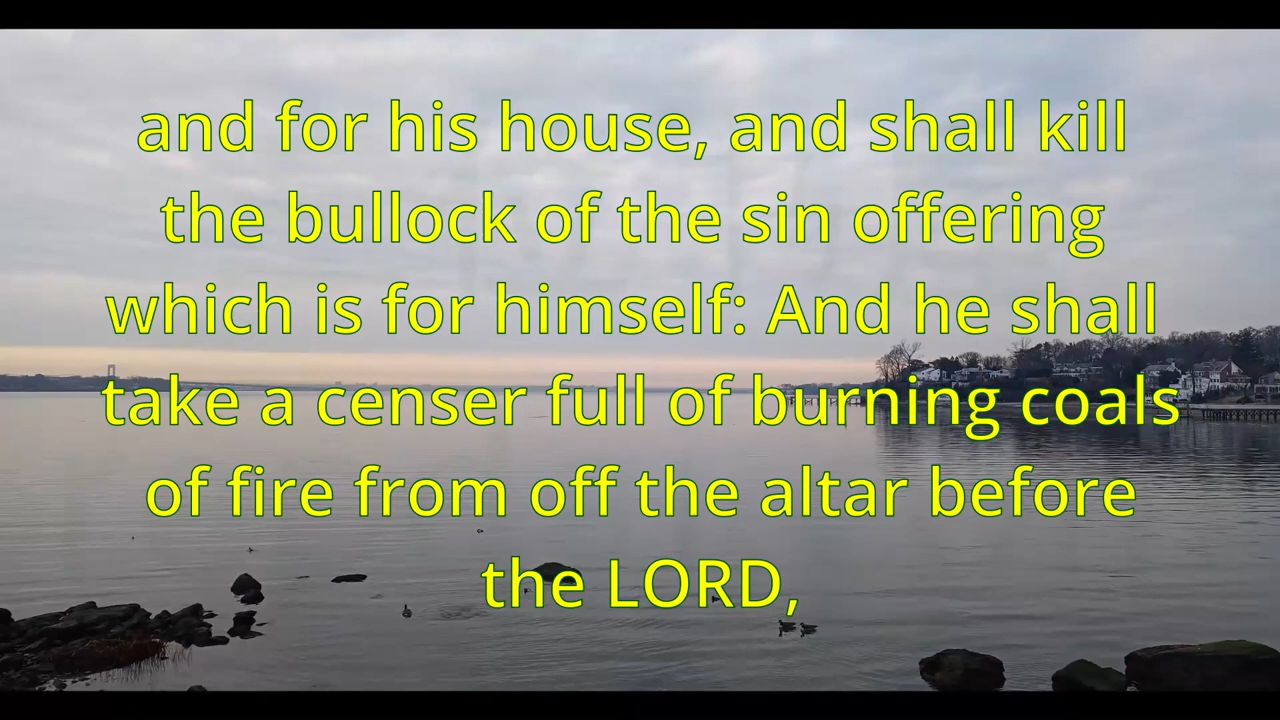 and for his house, and shall kill
the bullock of the sin offering
which is for himself: And he shall
take a censer full of burning coals
of fire from off the altar before
the LORD,